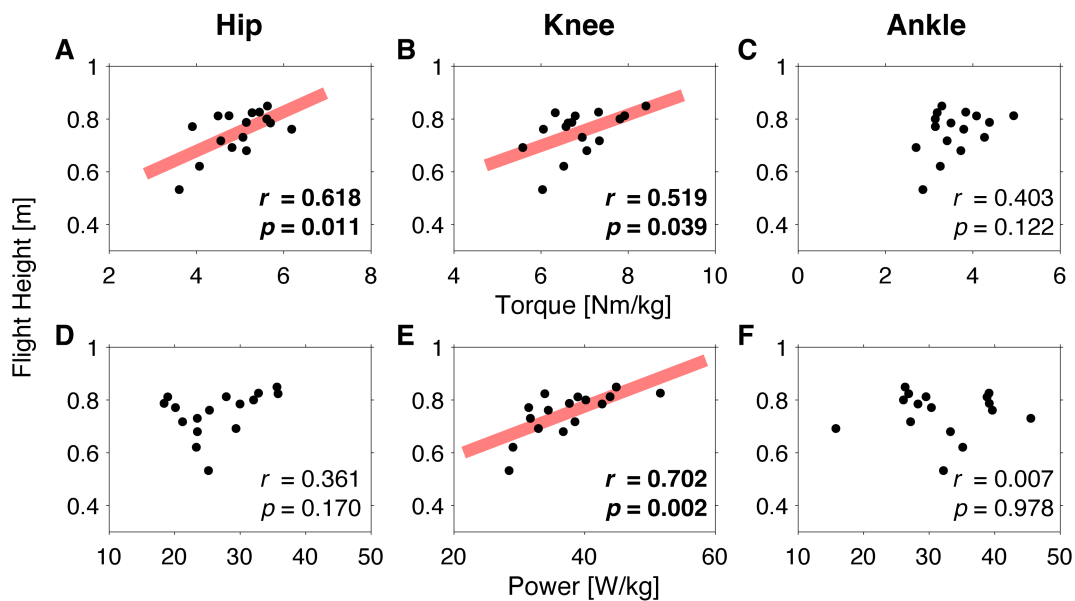 Hip Knee Ankle
A B C
Flight Height [m]
1 1 1
0.8 0.8 0.8
0.6 0.6 0.6
0.4 0.4 0.4
r = 0.618 r = 0.519 r = 0.403
p = 0.011 p = 0.039 p = 0.122
2 4 6 8 4 6 8 10 0 2 4 6
Torque [Nm/kg]
D E F
1 1 1
0.8 0.8 0.8
0.6 0.6 0.6
0.4 0.4 0.4
r = 0.361 r = 0.702 r = 0.007
p = 0.170 p = 0.002 p = 0.978
10 20 30 40 50 20 40 60 10 20 30 40 50
Power [W/kg]